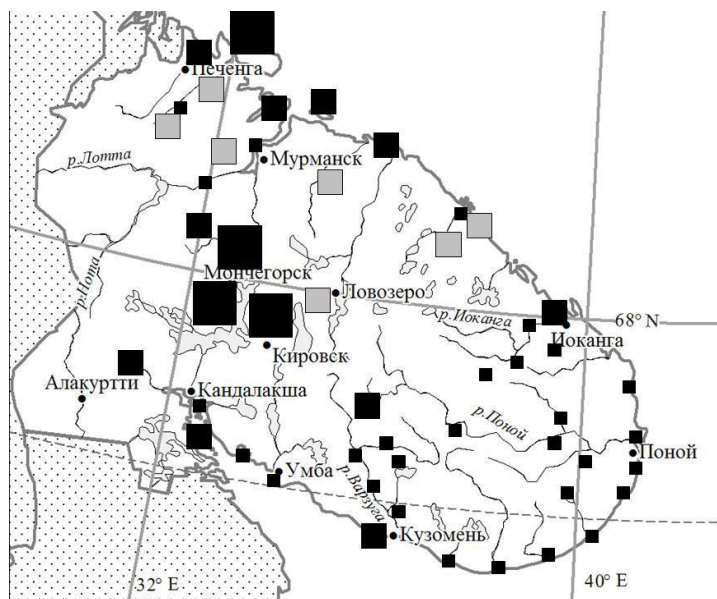 Печенга
р.Лотта
Мурманск
р.Нота
Мончегорск
Ловозеро
р.Иоканга
68° N
Иоканга
Кировск
Алакуртти
Кандалакша
р.Поной
Поной
Умба
р.Варзуга
Кузомень
32° E
40° E